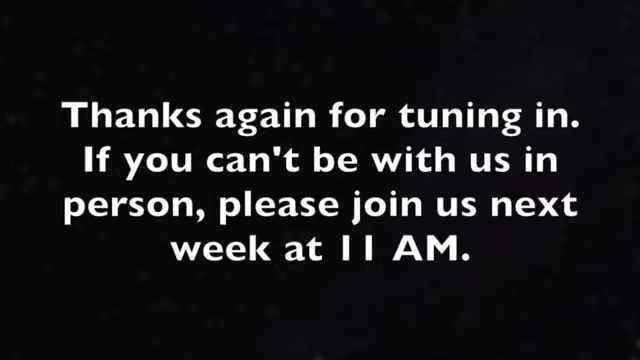 Thanks again for tuning in.
If you can't be with us in
person, please join us next
week at 11 AM.